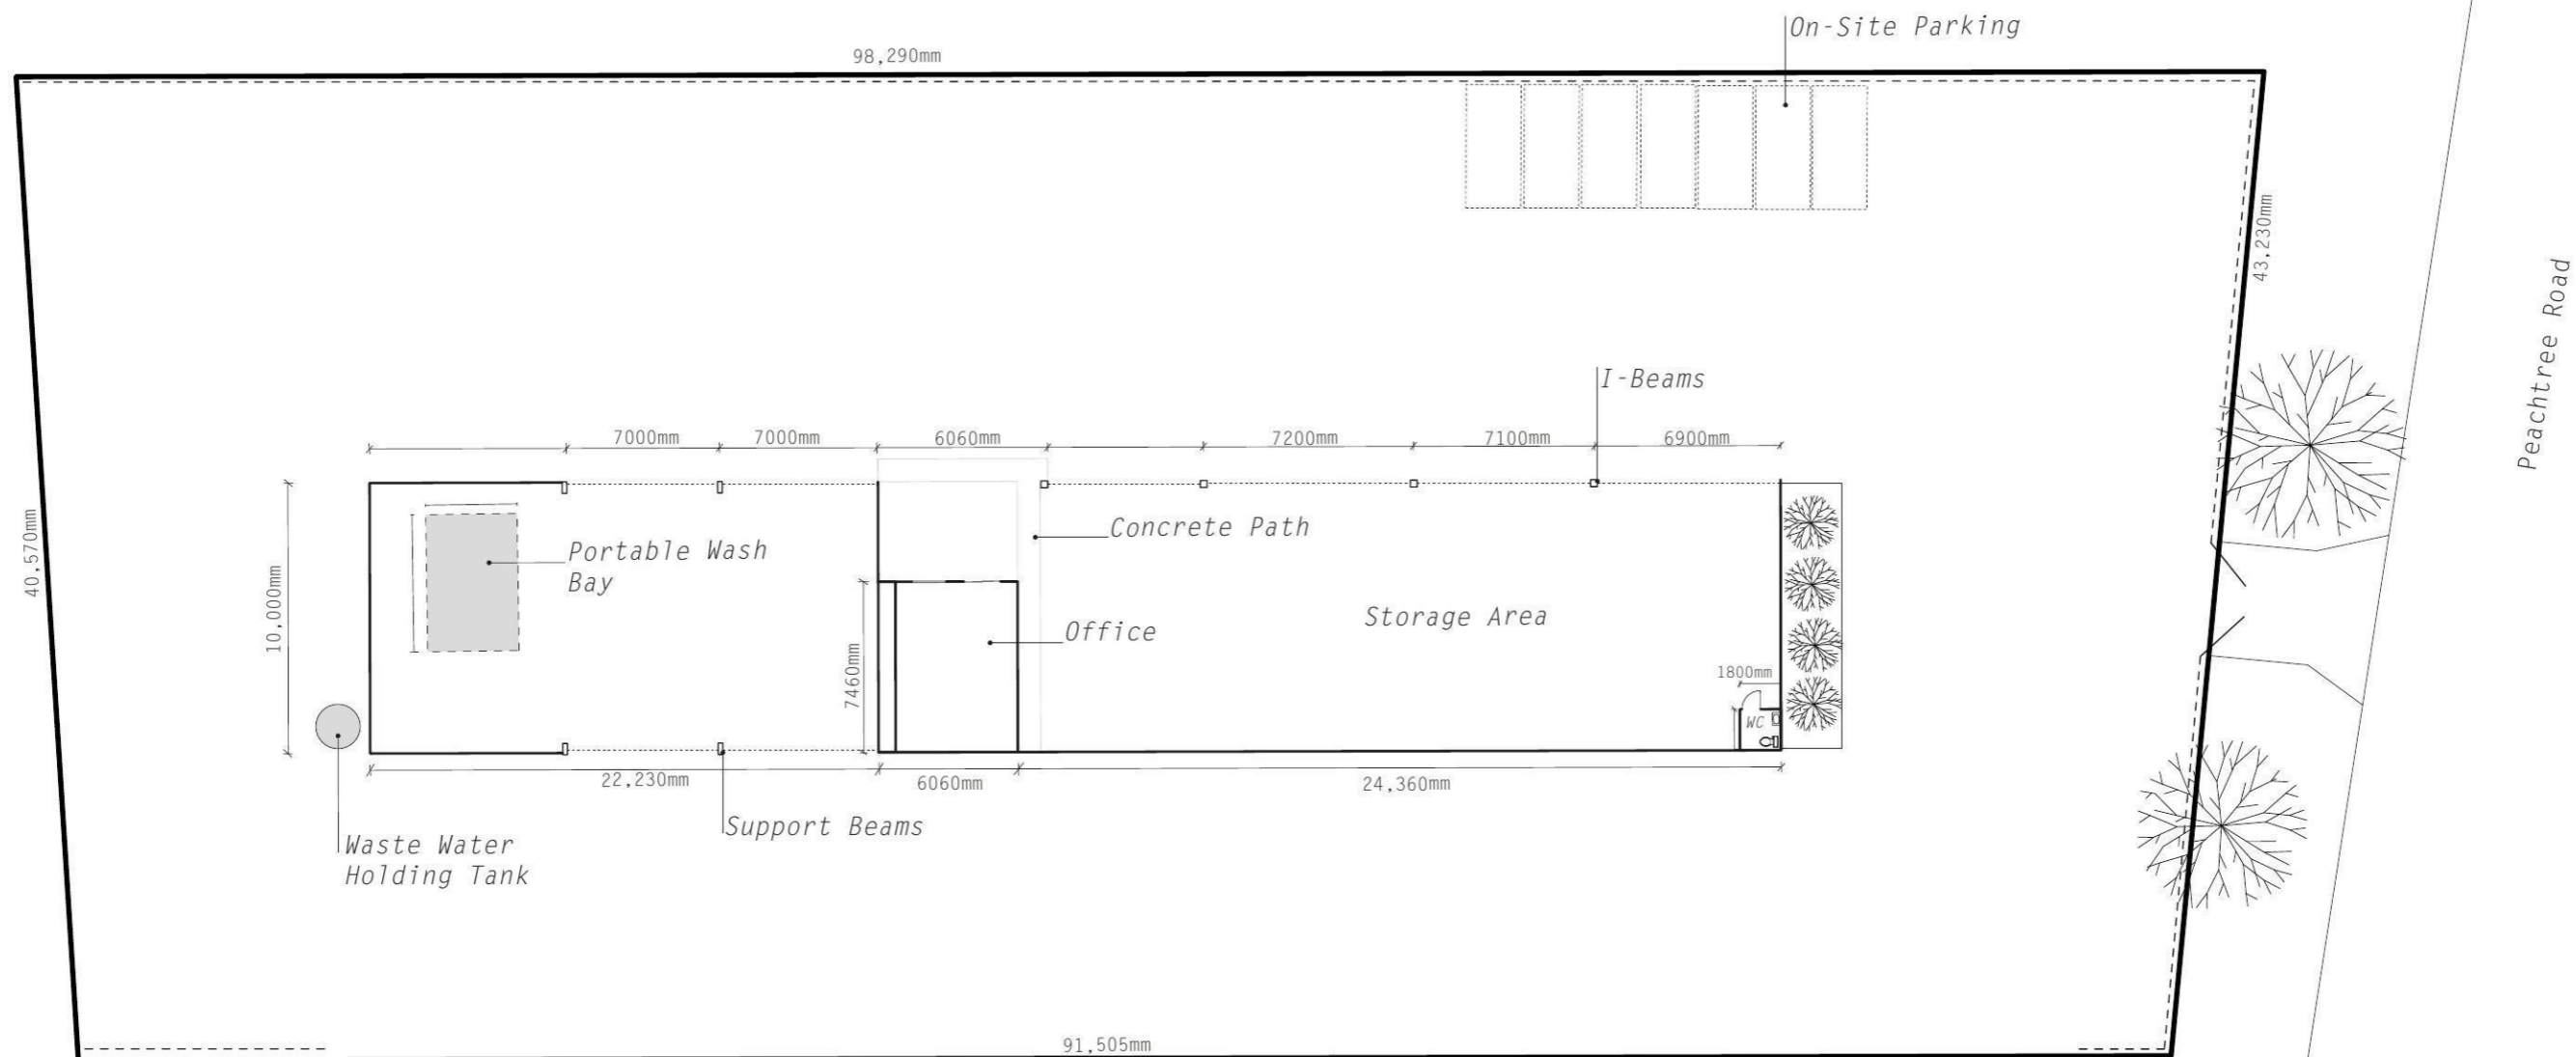 On-Site Parking
98,290mm
43,230mm
Peachtree Road
I-Beams
7000mm
7000mm
6060mm
7200mm
7100mm
6900mm
40,570mm
10,000mm
Portable Wash
Bay
Concrete Path
Office
Storage Area
7460mm
1800mm
WC
22,230mm
6060mm
24,360mm
Support Beams
Waste Water
Holding Tank
91,505mm